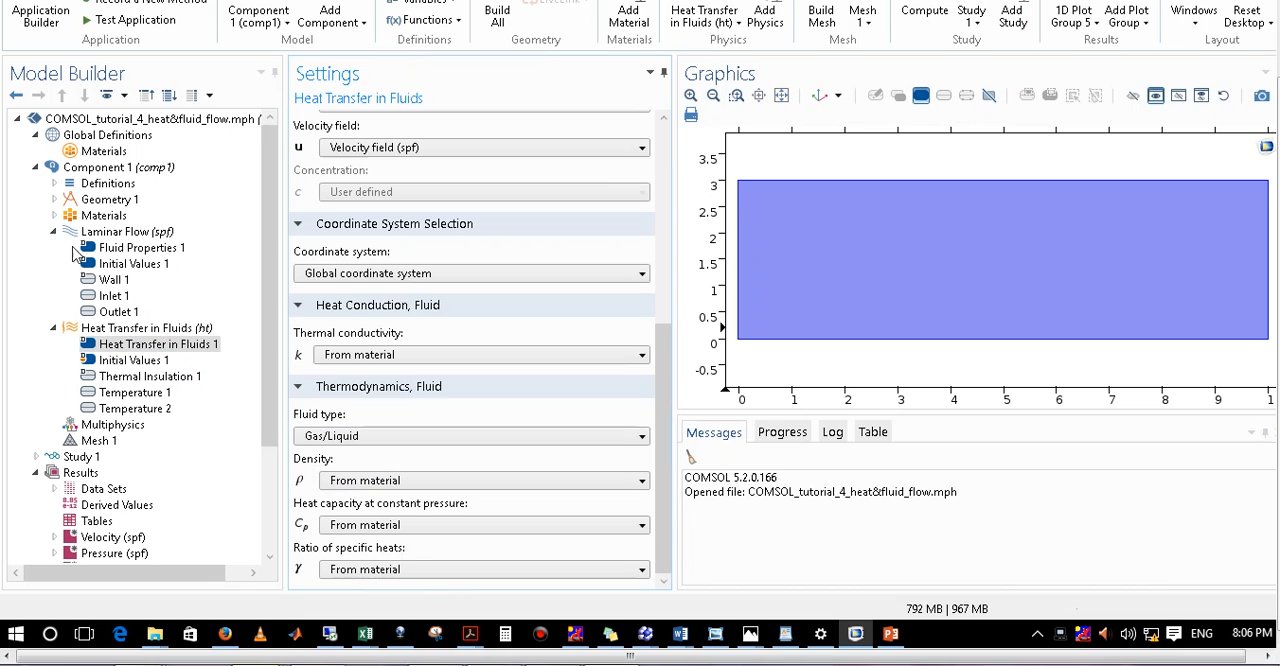 Record a New Method
Variables
LiveLink
Application
Builder
Test Application
Component
1 (comp1)
Add
Component
f(x) Functions
Build
All
Add
Material
Heat Transfer
in Fluids (ht)
Add
Physics
Build
Mesh
Mesh
1
Compute
Study
1
Add
Study
1D Plot
Group 5
Add Plot
Group
Windows
Reset
Desktop
Application
Model
Definitions
Geometry
Materials
Physics
Mesh
Study
Results
Layout
Model Builder
COMSOL_tutorial_4_heat&fluid_flow.mph (
Global Definitions
Materials
Component 1 (comp1)
Definitions
Geometry 1
Materials
Laminar Flow (spf)
Fluid Properties 1
Initial Values 1
Wall 1
Inlet 1
Outlet 1
Heat Transfer in Fluids (ht)
Heat Transfer in Fluids 1
Initial Values 1
Thermal Insulation 1
Temperature 1
Temperature 2
Multiphysics
Mesh 1
Study 1
Results
Data Sets
Derived Values
Tables
Velocity (spf)
Pressure (spf)
Settings
Heat Transfer in Fluids
Velocity field:
u Velocity field (spf)
Concentration:
c User defined
Coordinate System Selection
Coordinate system:
Global coordinate system
Heat Conduction, Fluid
Thermal conductivity:
k From material
Thermodynamics, Fluid
Fluid type:
Gas/Liquid
Density:
ρ From material
Heat capacity at constant pressure:
Cp From material
Ratio of specific heats:
γ From material
Graphics
3.5
3
2.5
2
1.5
1
0.5
0
-0.5
0 1 2 3 4 5 6 7 8 9 1
Messages Progress Log Table
COMSOL 5.2.0.166
Opened file: COMSOL_tutorial_4_heat&fluid_flow.mph
792 MB | 967 MB
ENG 8:06 PM